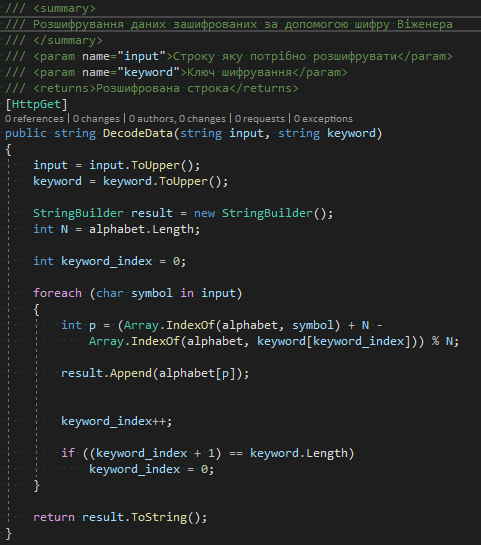 /// <summary>
/// Розшифрування даних зашифрованих за допомогою шифру Віженера
/// </summary>
/// <param name="input">Строку яку потрібно розшифрувати</param>
/// <param name="keyword">Ключ шифрування</param>
/// <returns>Розшифрована строка</returns>
[HttpGet]
0 references | 0 changes | 0 authors, 0 changes | 0 requests | 0 exceptions
public string DecodeData(string input, string keyword)
{
    input = input.ToUpper();
    keyword = keyword.ToUpper();

    StringBuilder result = new StringBuilder();
    int N = alphabet.Length;

    int keyword_index = 0;

    foreach (char symbol in input)
    {
        int p = (Array.IndexOf(alphabet, symbol) + N -
            Array.IndexOf(alphabet, keyword[keyword_index])) % N;

        result.Append(alphabet[p]);


        keyword_index++;

        if ((keyword_index + 1) == keyword.Length)
            keyword_index = 0;
    }

    return result.ToString();
}